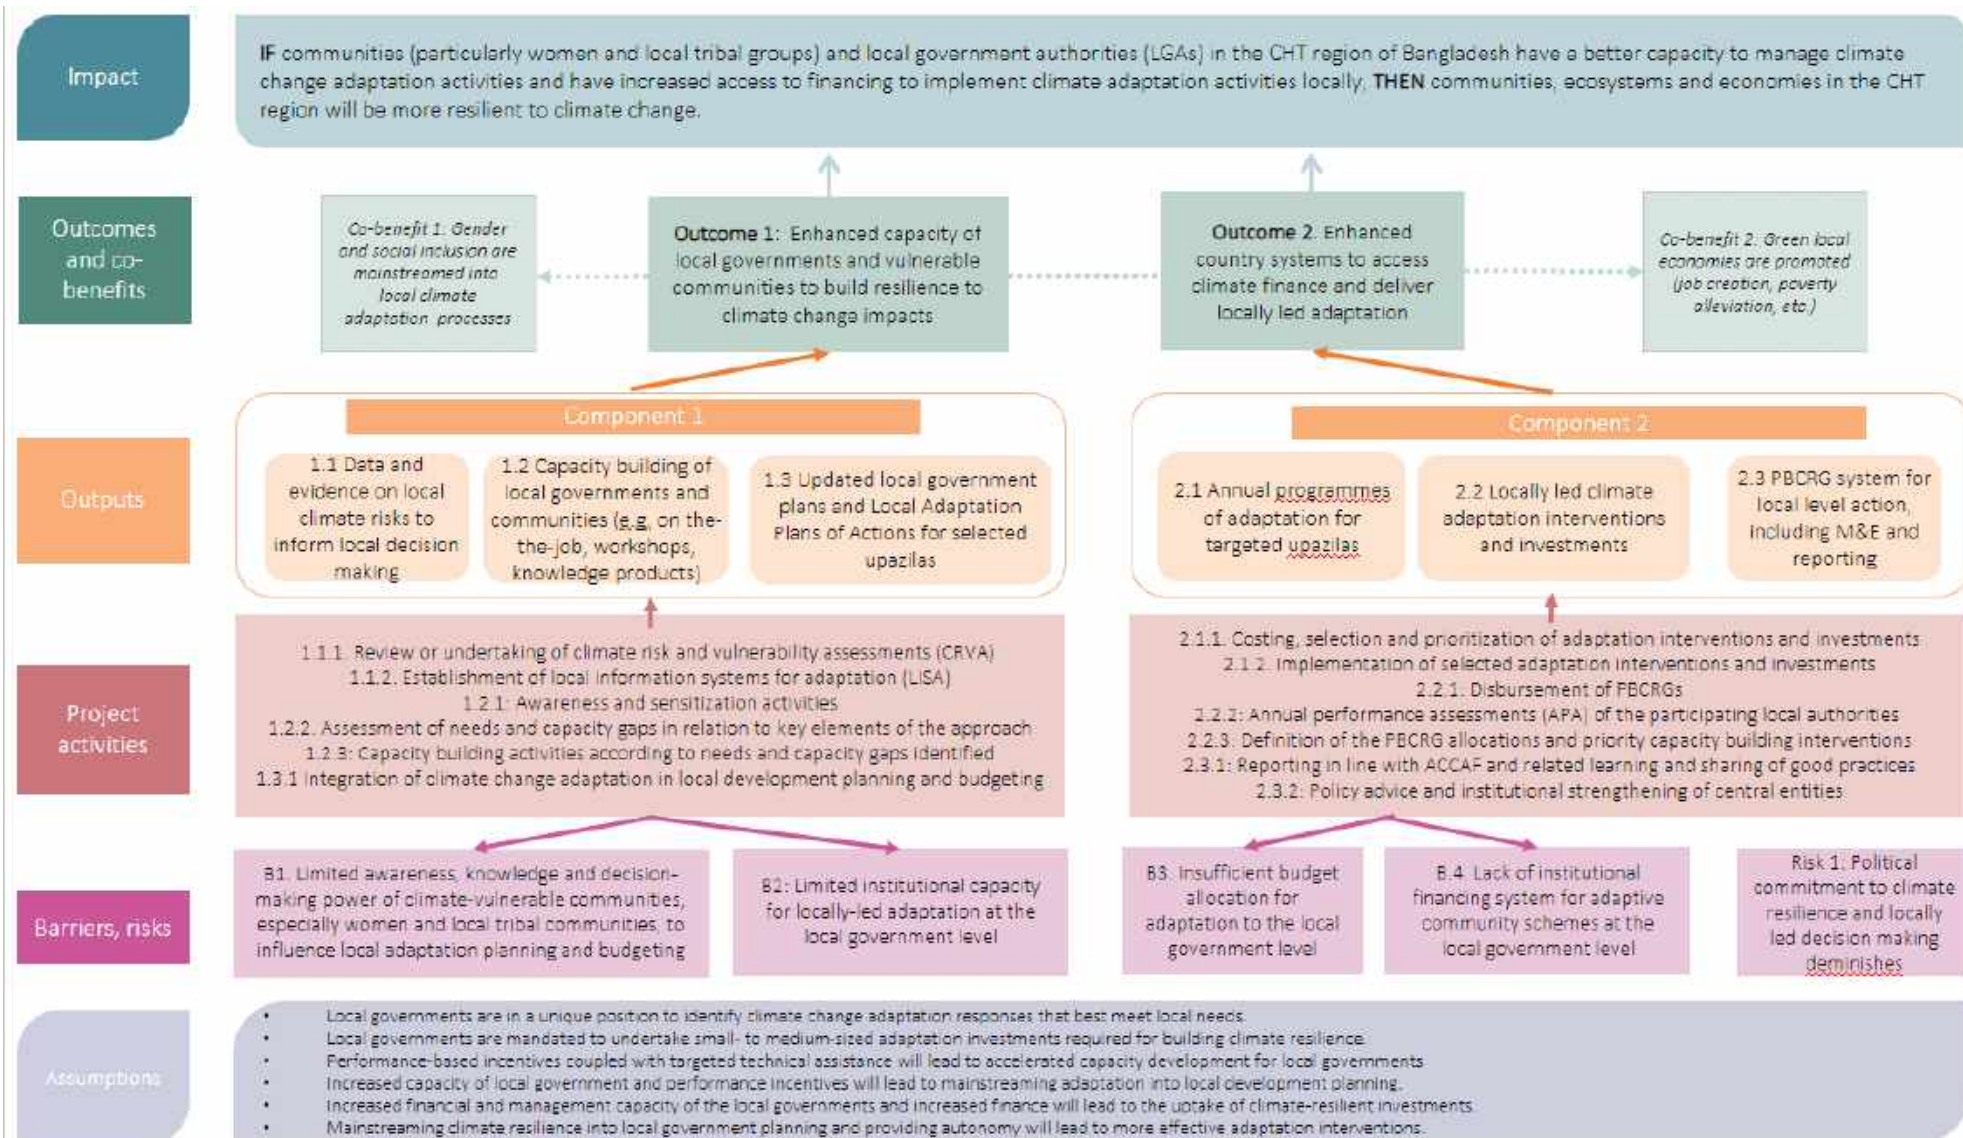 Impact
IF communities (particularly women and local tribal groups) and local government authorities (LGAs) in the CHT region of Bangladesh have a better capacity to manage climate
change adaptation activities and have increased access to financing to implement climate adaptation activities locally, THEN communities, ecosystems and economies in the CHT
region will be more resilient to climate change.
Outcomes
and co-
benefits
Co-benefit 1: Gender
and social inclusion are
mainstreamed into
local climate
adaptation processes
Outcome 1: Enhanced capacity of
local governments and vulnerable
communities to build resilience to
climate change impacts
Outcome 2. Enhanced
country systems to access
climate finance and deliver
locally led adaptation
Co-benefit 2: Green local
economies are promoted
(job creation, poverty
alleviation, etc.)
Outputs
Component 1
1.1 Data and
evidence on local
climate risks to
inform local decision
making
1.2 Capacity building of
local governments and
communities (e.g. on the-
the-job, workshops,
knowledge products)
1.3 Updated local government
plans and Local Adaptation
Plans of Actions for selected
upazilas
Component 2
2.1 Annual programmes
of adaptation for
targeted upazilas
2.2 Locally led climate
adaptation interventions
and investments
2.3 PBCRG system for
local level action,
including M&E and
reporting
Project
activities
1.1.1. Review or undertaking of climate risk and vulnerability assessments (CRVA)
1.1.2. Establishment of local information systems for adaptation (LISA)
1.2.1: Awareness and sensitization activities
1.2.2. Assessment of needs and capacity gaps in relation to key elements of the approach
1.2.3: Capacity building activities according to needs and capacity gaps identified
1.3.1 Integration of climate change adaptation in local development planning and budgeting
2.1.1. Costing, selection and prioritization of adaptation interventions and investments
2.1.2. Implementation of selected adaptation interventions and investments
2.2.1. Disbursement of PBCRGs
2.2.2: Annual performance assessments (APA) of the participating local authorities
2.2.3. Definition of the PBCRG allocations and priority capacity building interventions
2.3.1: Reporting in line with ACCAF and related learning and sharing of good practices
2.3.2: Policy advice and institutional strengthening of central entities
Barriers, risks
B1. Limited awareness, knowledge and decision-
making power of climate-vulnerable communities,
especially women and local tribal communities, to
influence local adaptation planning and budgeting
B2: Limited institutional capacity
for locally-led adaptation at the
local government level
B3. Insufficient budget
allocation for
adaptation to the local
government level
B.4. Lack of institutional
financing system for adaptive
community schemes at the
local government level
Risk 1. Political
commitment to climate
resilience and locally
led decision making
deminishes
Assumptions
• Local governments are in a unique position to identify climate change adaptation responses that best meet local needs.
• Local governments are mandated to undertake small- to medium-sized adaptation investments required for building climate resilience.
• Performance-based incentives coupled with targeted technical assistance will lead to accelerated capacity development for local governments
• Increased capacity of local government and performance incentives will lead to mainstreaming adaptation into local development planning.
• Increased financial and management capacity of the local governments and increased finance will lead to the uptake of climate-resilient investments.
• Mainstreaming climate resilience into local government planning and providing autonomy will lead to more effective adaptation interventions.